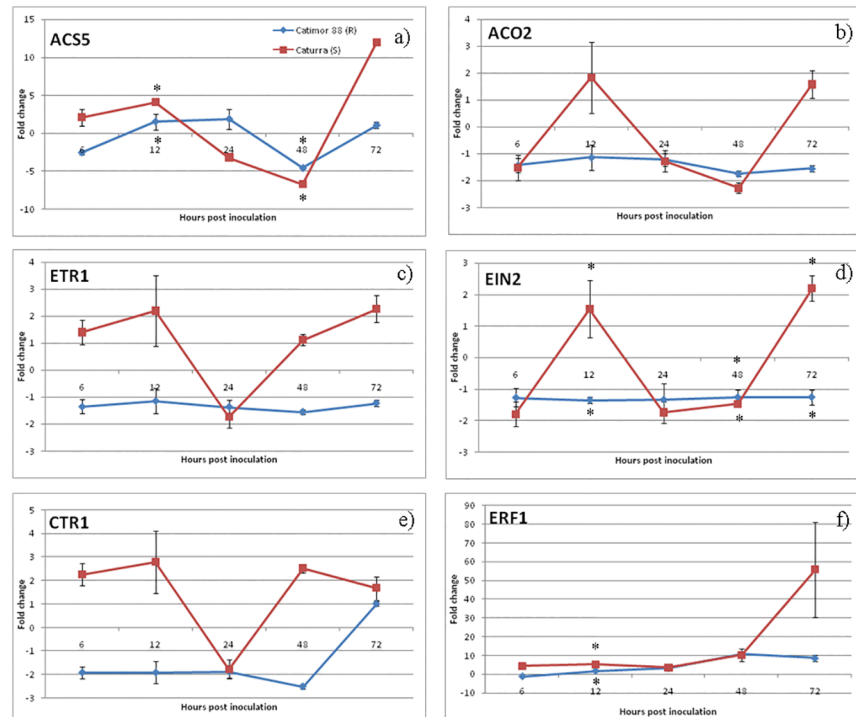 ACS5
a)
Catimor 88 (R)
Caturra (S)
Fold change
15
10
5
0
-5
-10
6 12 24 48 72
* * * *
Hours post inoculation
ACO2
b)
Fold change
4
3
2
1
0
-1
-2
-3
6 12 24 48 72
Hours post inoculation
ETR1
c)
Fold change
4
3
2
1
0
-1
-2
-3
6 12 24 48 72
Hours post inoculation
EIN2
d)
Fold change
3
2
1
0
-1
-2
-3
6 12 24 48 72
* * * * * *
Hours post inoculation
CTR1
e)
Fold change
5
4
3
2
1
0
-1
-2
-3
6 12 24 48 72
Hours post inoculation
ERF1
f)
Fold change
90
80
70
60
50
40
30
20
10
0
-10
6 12 24 48 72
* *
Hours post inoculation